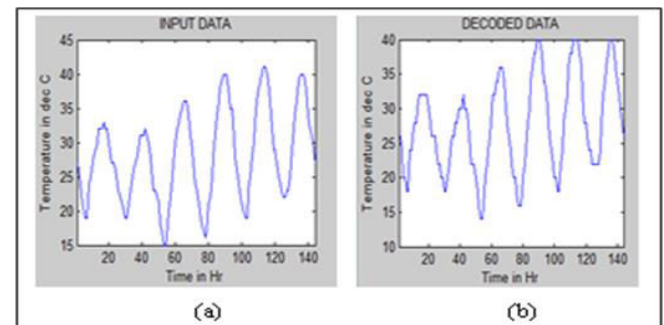 INPUT DATA
45
40
35
30
25
20
15
Temperature in dec C
20 40 60 80 100 120 140
Time in Hr
(a)
DECODED DATA
40
35
30
25
20
15
10
Temperature in dec C
20 40 60 80 100 120 140
Time in Hr
(b)